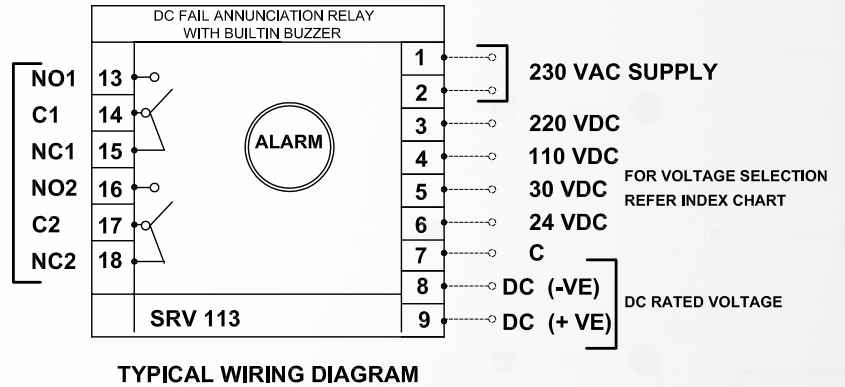 DC FAIL ANNUNCIATION RELAY
WITH BUILTIN BUZZER
NO1 13
C1 14
NC1 15
NO2 16
C2 17
NC2 18
ALARM
1
2
230 VAC SUPPLY
3 220 VDC
4 110 VDC
5 30 VDC
6 24 VDC
FOR VOLTAGE SELECTION
REFER INDEX CHART
7 C
8 DC (-VE)
9 DC (+ VE)
DC RATED VOLTAGE
SRV 113
TYPICAL WIRING DIAGRAM